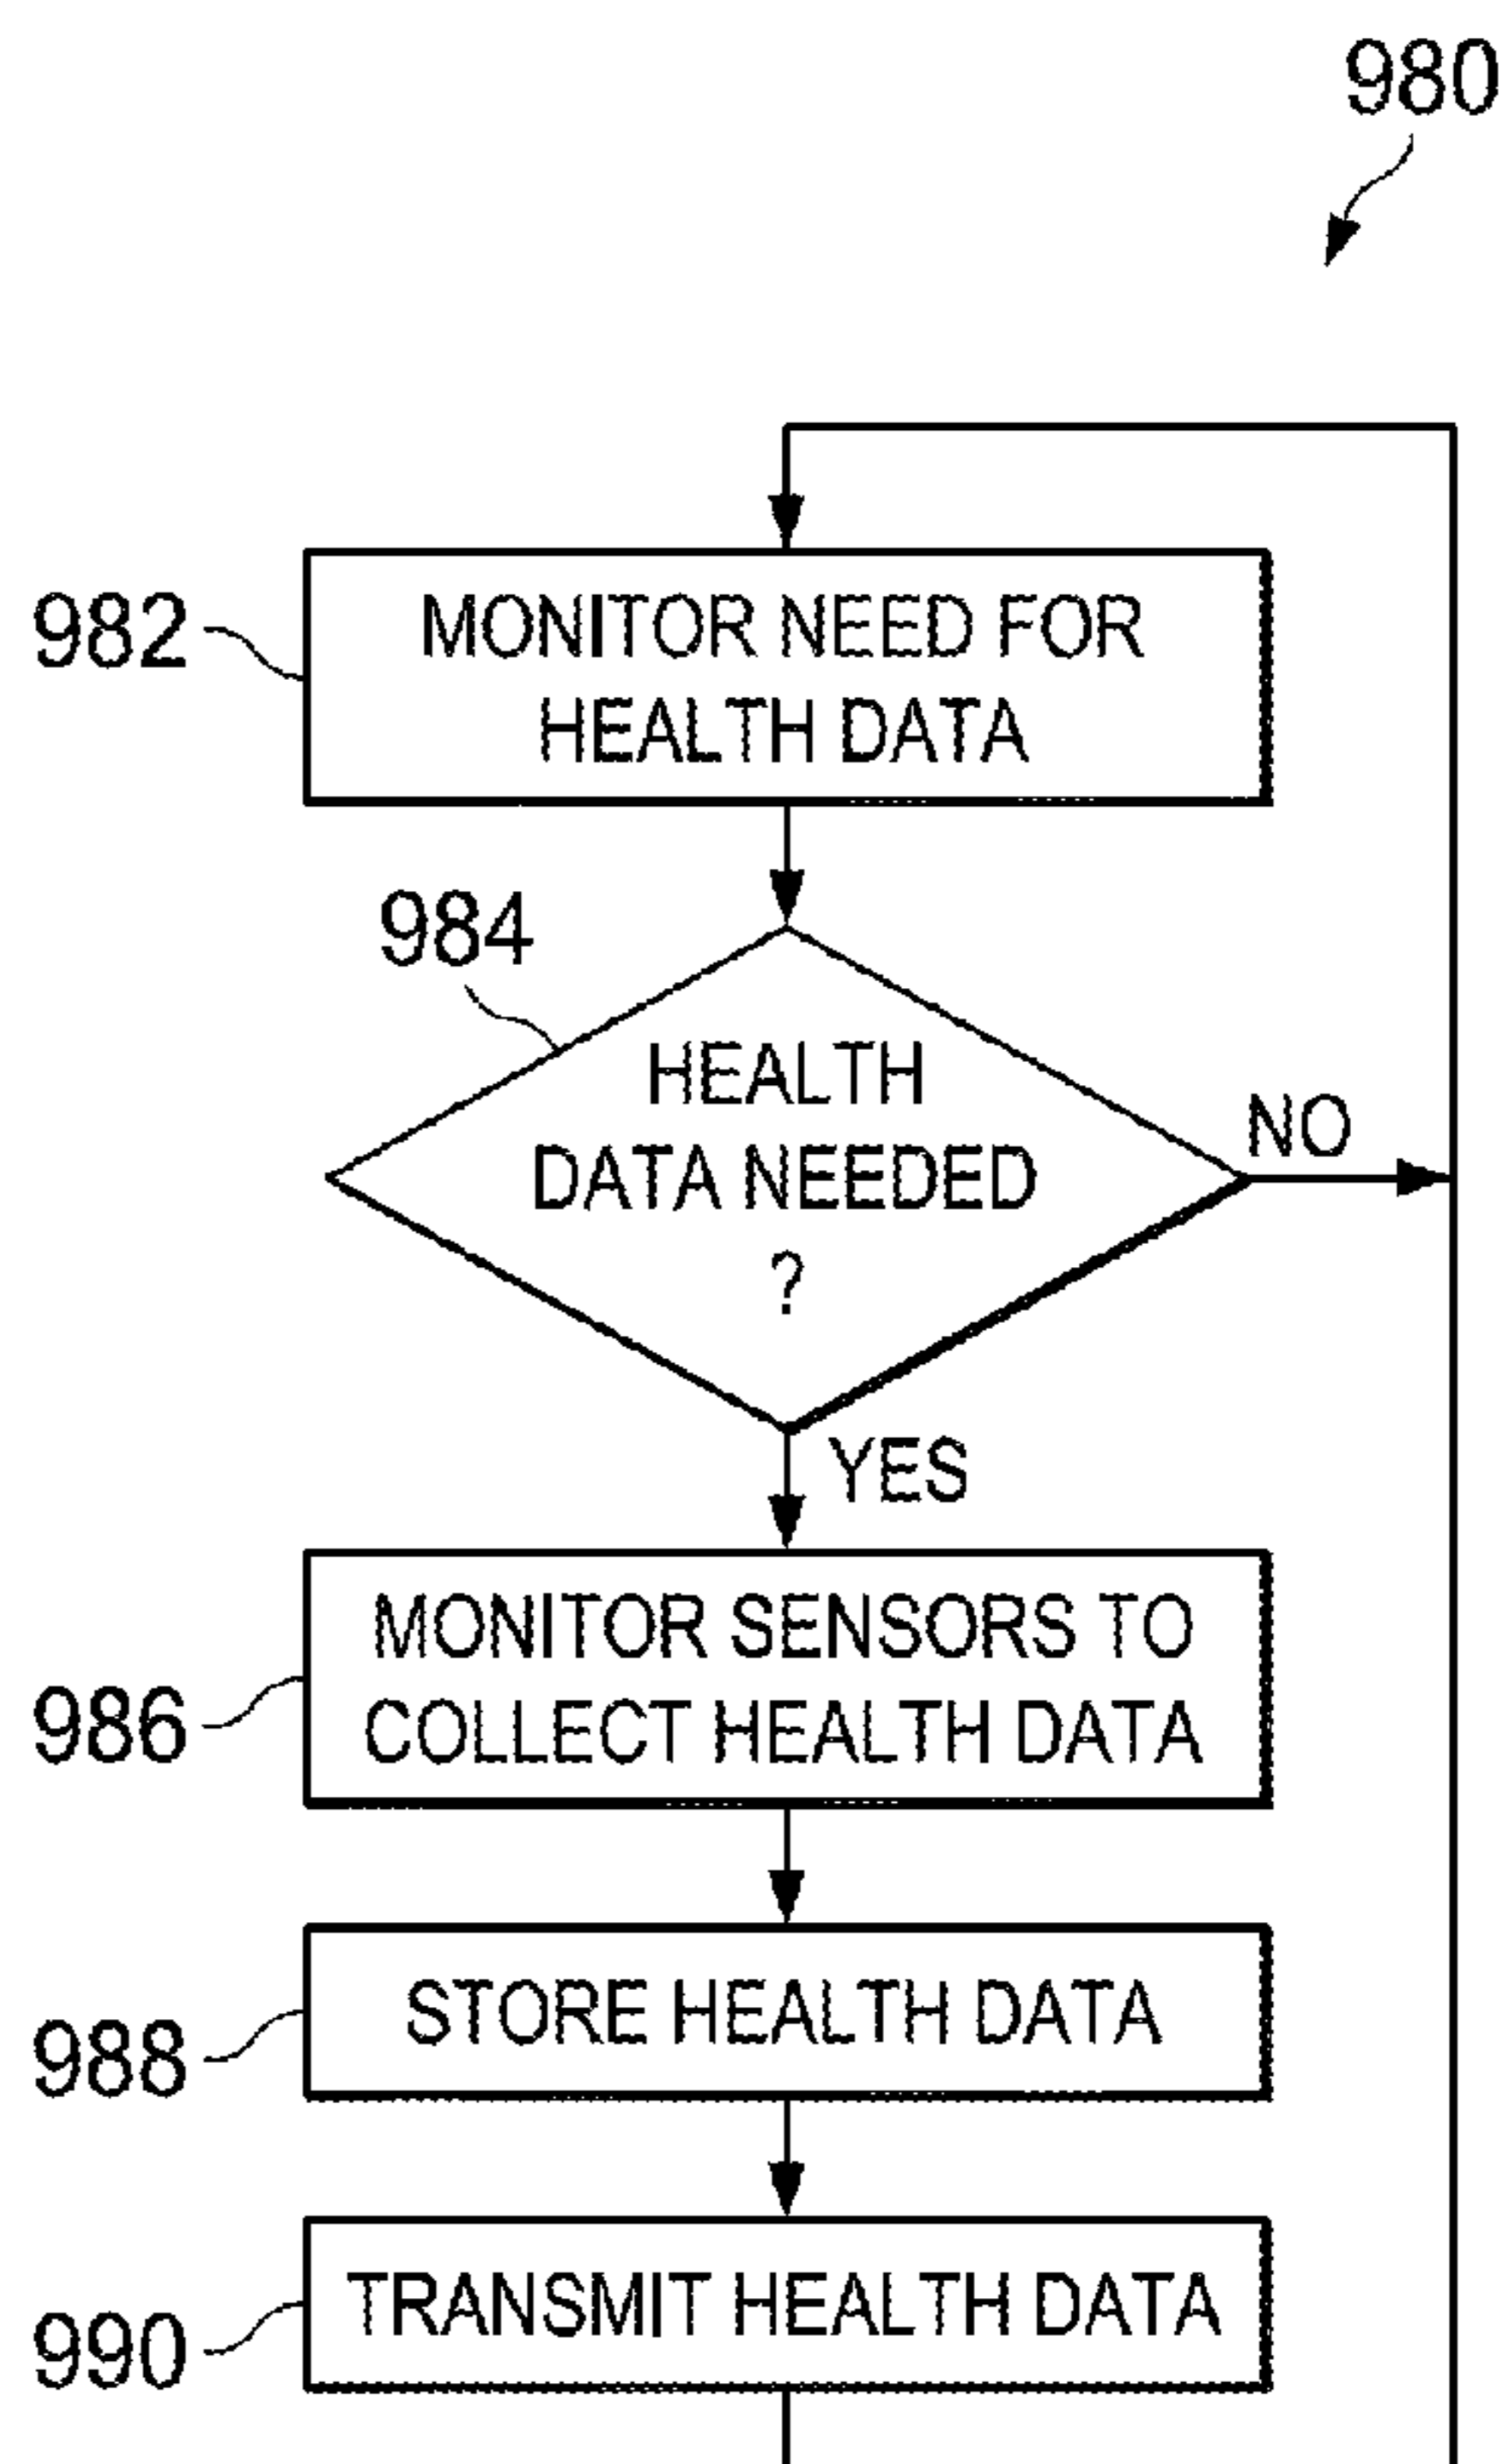 980
982
MONITOR NEED FOR
HEALTH DATA
984
HEALTH
DATA NEEDED
?
NO
YES
986
MONITOR SENSORS TO
COLLECT HEALTH DATA
988
STORE HEALTH DATA
990
TRANSMIT HEALTH DATA